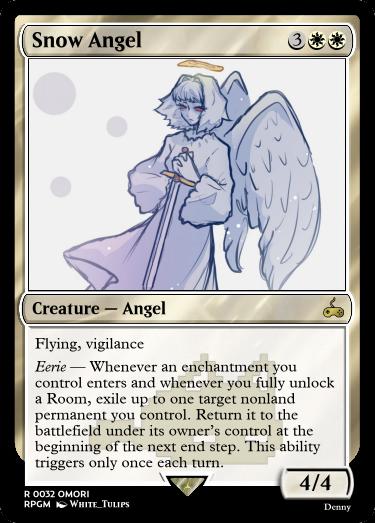 Snow Angel 3
Creature — Angel
Flying, vigilance
Eerie — Whenever an enchantment you
control enters and whenever you fully unlock
a Room, exile up to one target nonland
permanent you control. Return it to the
battlefield under its owner's control at the
beginning of the next end step. This ability
triggers only once each turn.
4/4
R 0032 OMORI
RPGM White_Tulips
Denny